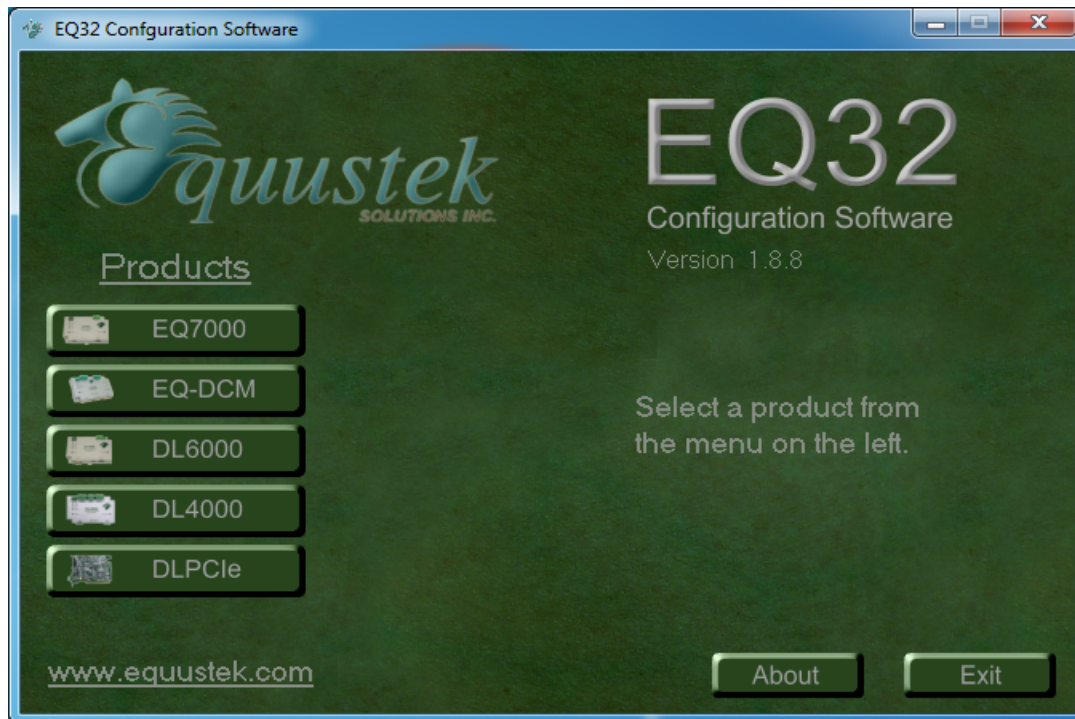 EQ32 Confguration Software
Equustek
SOLUTIONS INC.
EQ32
Configuration Software
Version 1.8.8
Products
EQ7000
EQ-DCM
DL6000
DL4000
DLPCIe
Select a product from
the menu on the left.
www.equustek.com
About
Exit